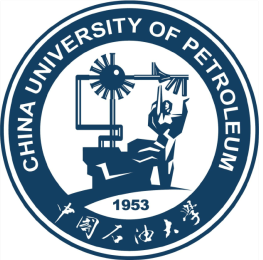 CHINA UNIVERSITY OF PETROLEUM
1953
中国石油大学